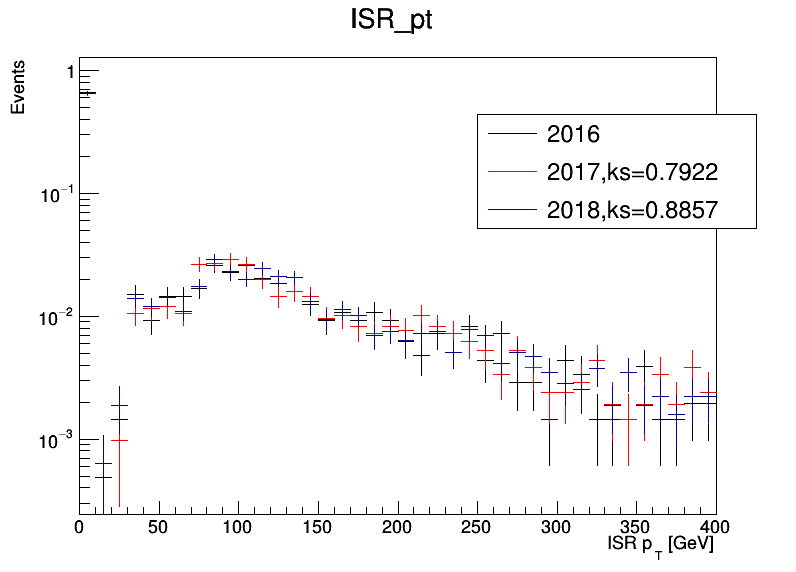 ISR_pt
Events
1
10⁻¹
10⁻²
10⁻³
2016
2017,ks=0.7922
2018,ks=0.8857
0 50 100 150 200 250 300 350 400
ISR p_T [GeV]